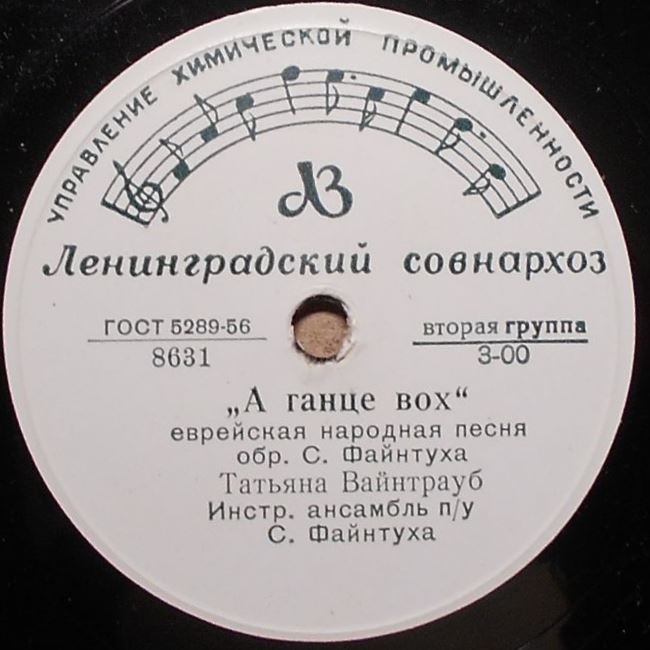 УПРАВЛЕНИЕ ХИМИЧЕСКОЙ ПРОМЫШЛЕННОСТИ
ЛЗ
Ленинградский совнархоз
ГОСТ 5289-56
8631
вторая группа
3-00
„А ганце вох“
еврейская народная песня
обр. С. Файнтуха
Татьяна Вайнтрауб
Инстр. ансамбль п/у
С. Файнтуха